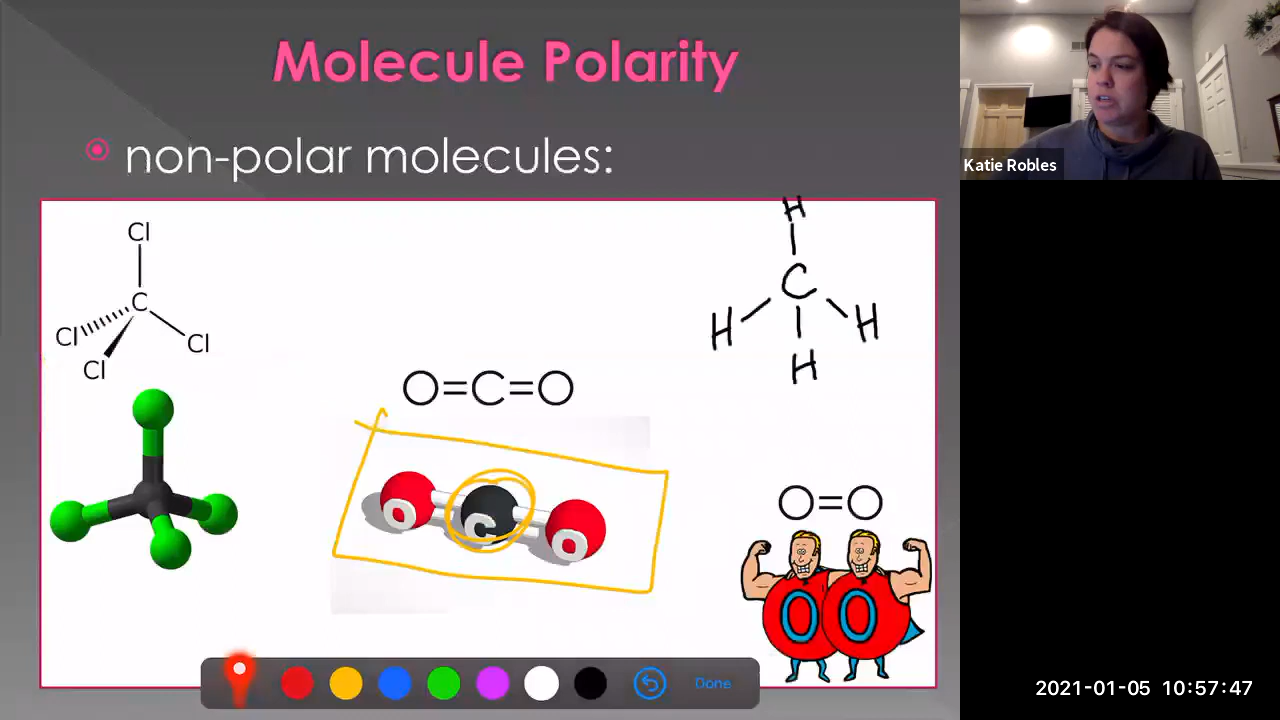 Molecule Polarity
non-polar molecules:
Cl
C
Cl
Cl
Cl
O=C=O
O
C
O
H
C
H
H
H
O=O
O O
Done
Katie Robles
2021-01-05 10:57:47